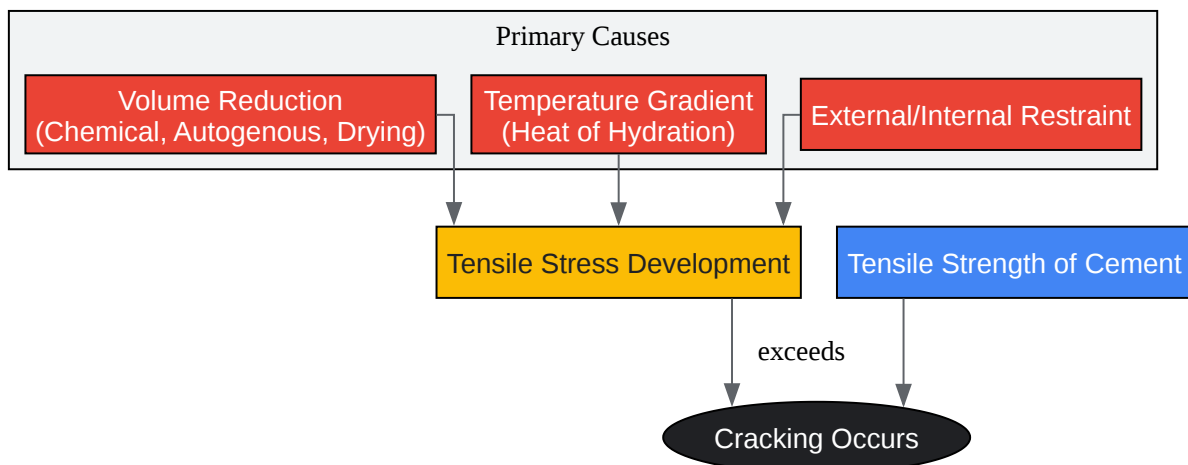 Primary Causes
Volume Reduction
(Chemical, Autogenous, Drying)
Temperature Gradient
(Heat of Hydration)
External/Internal Restraint
Tensile Stress Development
Tensile Strength of Cement
exceeds
Cracking Occurs